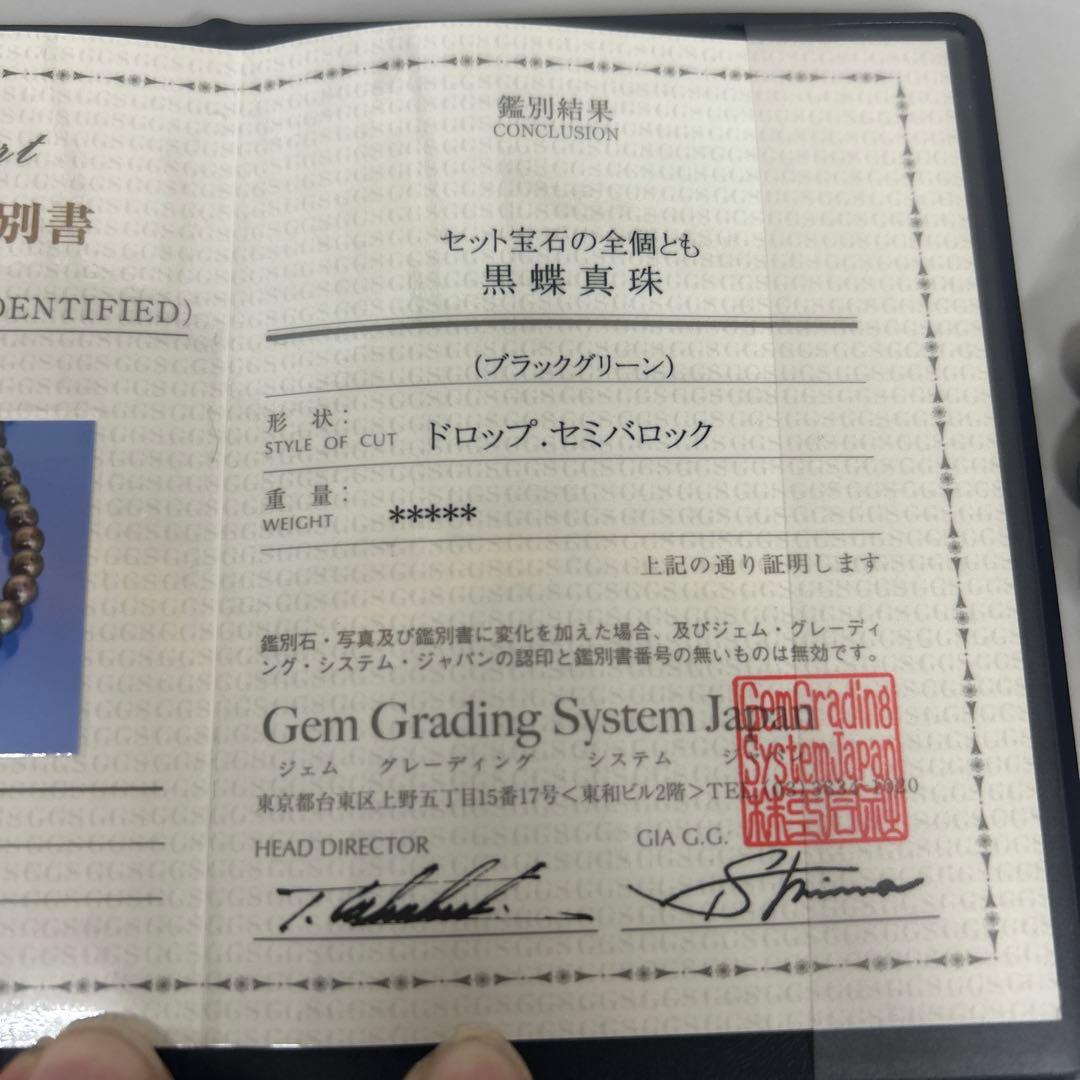 rt
別書
DENTIFIED)
鑑別結果
CONCLUSION
セット宝石の全個とも
黒蝶真珠
(ブラックグリーン)
形 状:
STYLE OF CUT ドロップ.セミバロック
重 量:
WEIGHT *****
上記の通り証明します
鑑別石・写真及び鑑別書に変化を加えた場合、及びジェム・グレーディ
ング・システム・ジャパンの認印と鑑別書番号の無いものは無効です。
Gem Grading System Japan
ジェム グレーディング システム
東京都台東区上野五丁目15番17号<東和ビル2階>TEL
GemGrading
SystemJapan
株式会社
HEAD DIRECTOR
GIA G.G.